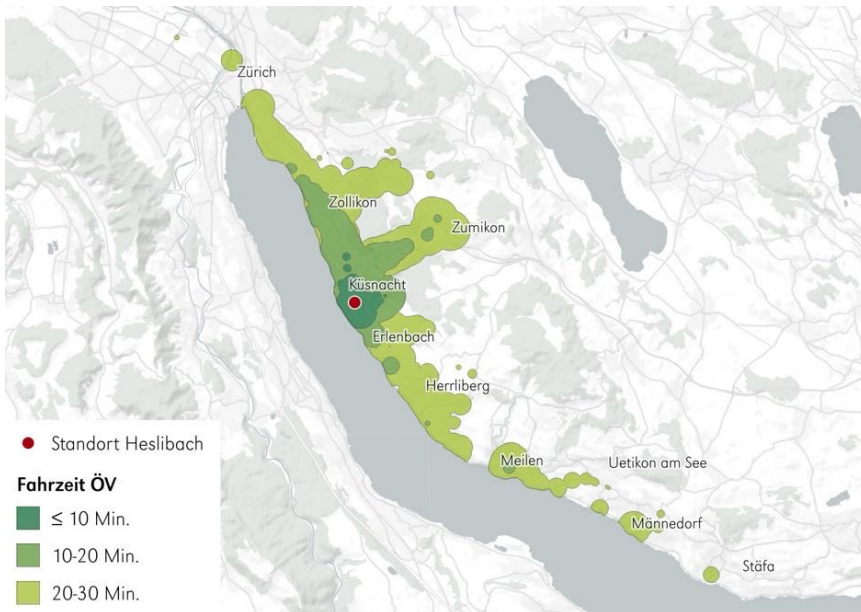 Zürich
Zollikon
Zumikon
Küsnacht
Erlenbach
Herrliberg
Meilen
Uetikon am See
Männedorf
Stäfa
Standort Heslibach
Fahrzeit ÖV
≤ 10 Min.
10-20 Min.
20-30 Min.